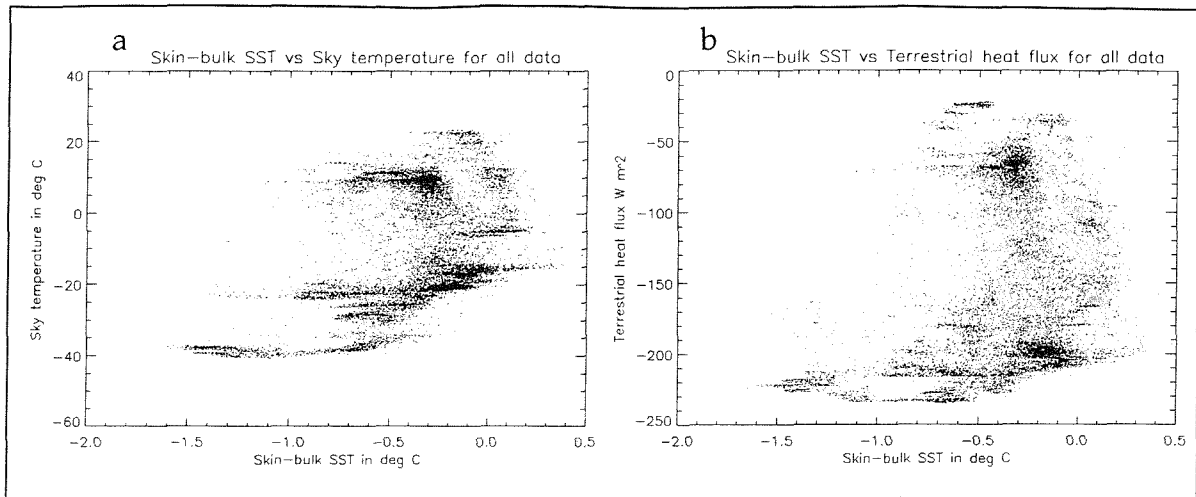 a
Skin-bulk SST vs Sky temperature for all data
40
20
0
-20
-40
-60
Sky temperature in deg C
-2.0 -1.5 -1.0 -0.5 0.0 0.5
Skin-bulk SST in deg C
b
Skin-bulk SST vs Terrestrial heat flux for all data
0
-50
-100
-150
-200
-250
Terrestrial heat flux W m^2
-2.0 -1.5 -1.0 -0.5 0.0 0.5
Skin-bulk SST in deg C